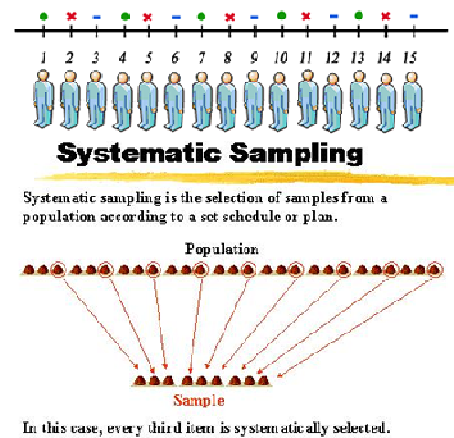 1 2 3 4 5 6 7 8 9 10 11 12 13 14 15
Systematic Sampling
Systematic sampling is the selection of samples from a
population according to a set schedule or plan.
Population
Sample
In this case, every third item is systematically selected.